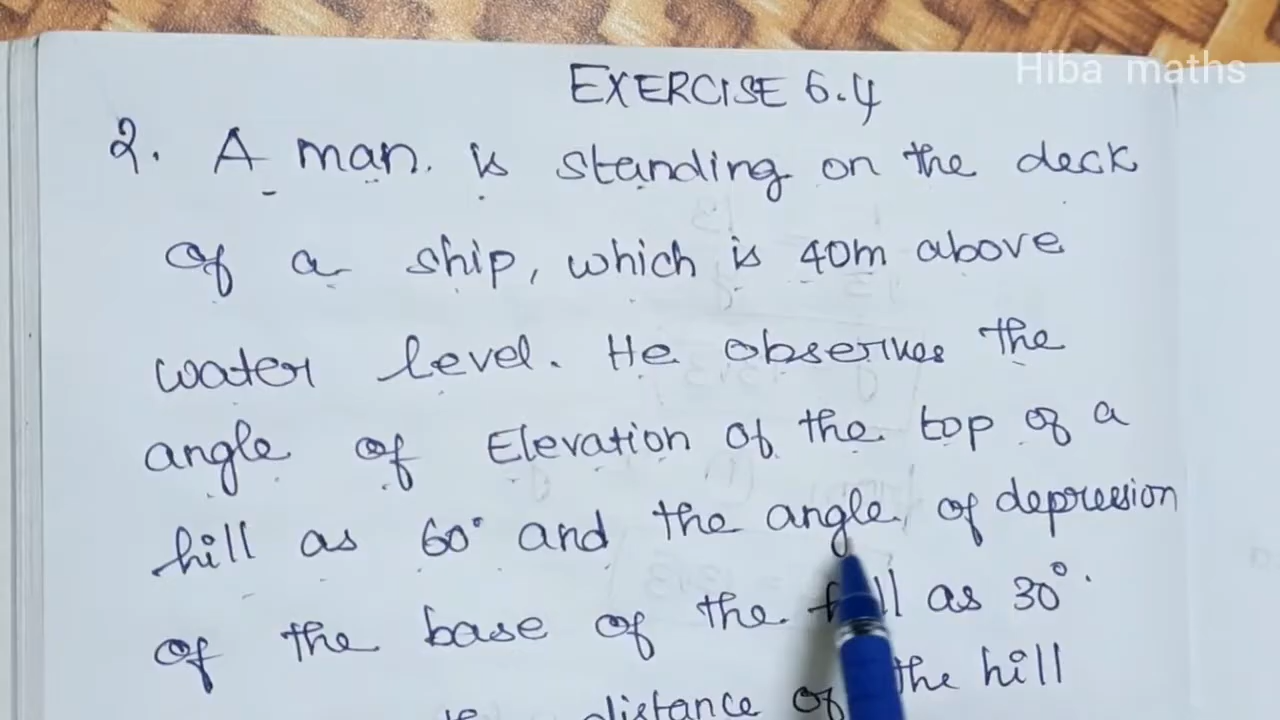 Hiba maths
EXERCISE 6.4
2. A man. is standing on the deck
of a ship, which is 40m above
water level. He observes the
angle of Elevation of the top of a
hill as 60° and the angle of depression
of the base of the as 30°.
distance of the hill